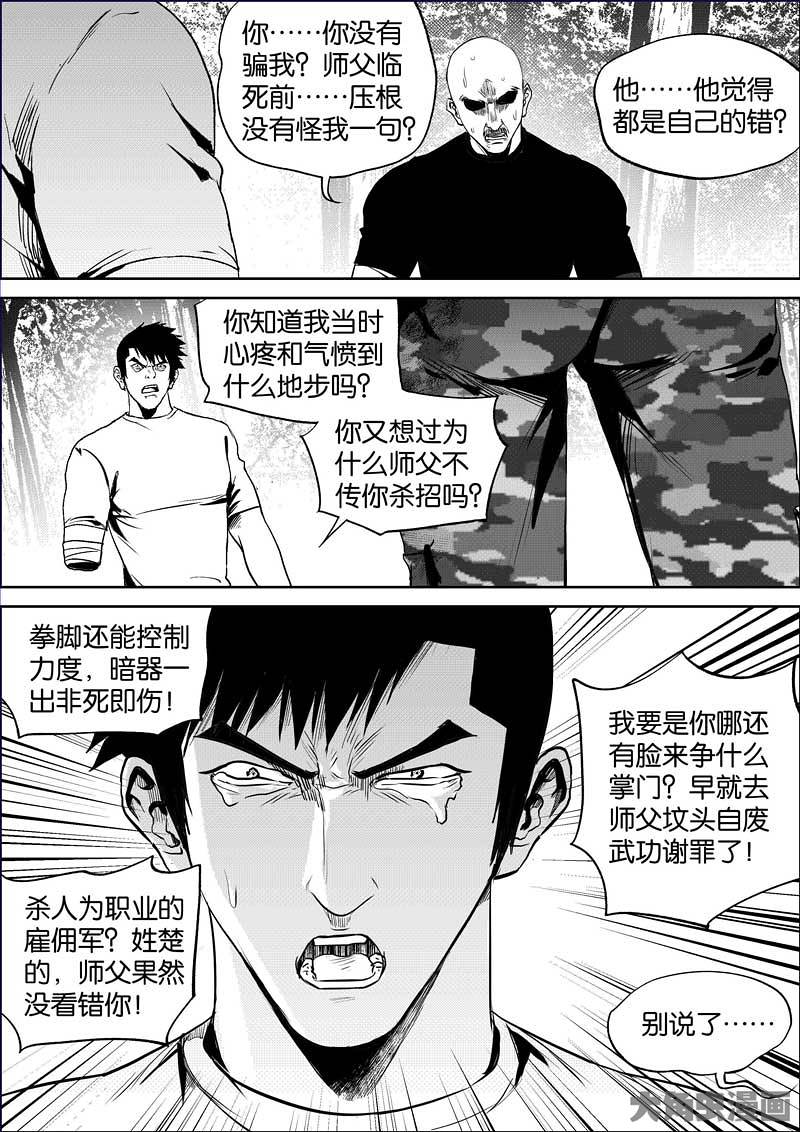 你……你没有
骗我？师父临
死前……压根
没有怪我一句？
他……他觉得
都是自己的错？
你知道我当时
心疼和气愤到
什么地步吗？
你又想过为
什么师父不
传你杀招吗？
拳脚还能控制
力度，暗器一
出非死即伤！
我要是你哪还
有脸来争什么
掌门？早就去
师父坟头自废
武功谢罪了！
杀人为职业的
雇佣军？姓楚
的，师父果然
没看错你！
别说了……
大角虫漫画